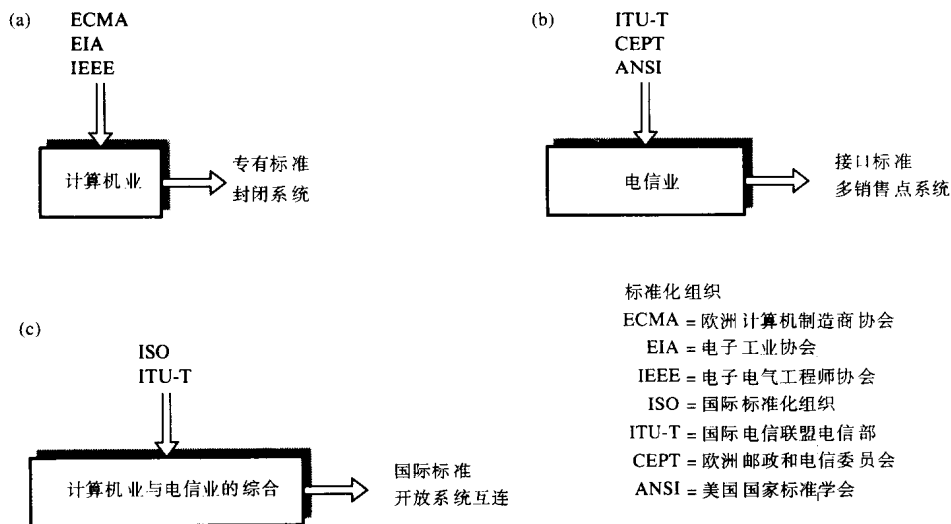 (a)
ECMA
EIA
IEEE
计算机业
专有标准
封闭系统
(b)
ITU-T
CEPT
ANSI
电信业
接口标准
多销售点系统
(c)
ISO
ITU-T
计算机业与电信业的综合
国际标准
开放系统互连
标准化组织
ECMA = 欧洲计算机制造商协会
EIA = 电子工业协会
IEEE = 电子电气工程师协会
ISO = 国际标准化组织
ITU-T = 国际电信联盟电信部
CEPT = 欧洲邮政和电信委员会
ANSI = 美国国家标准学会